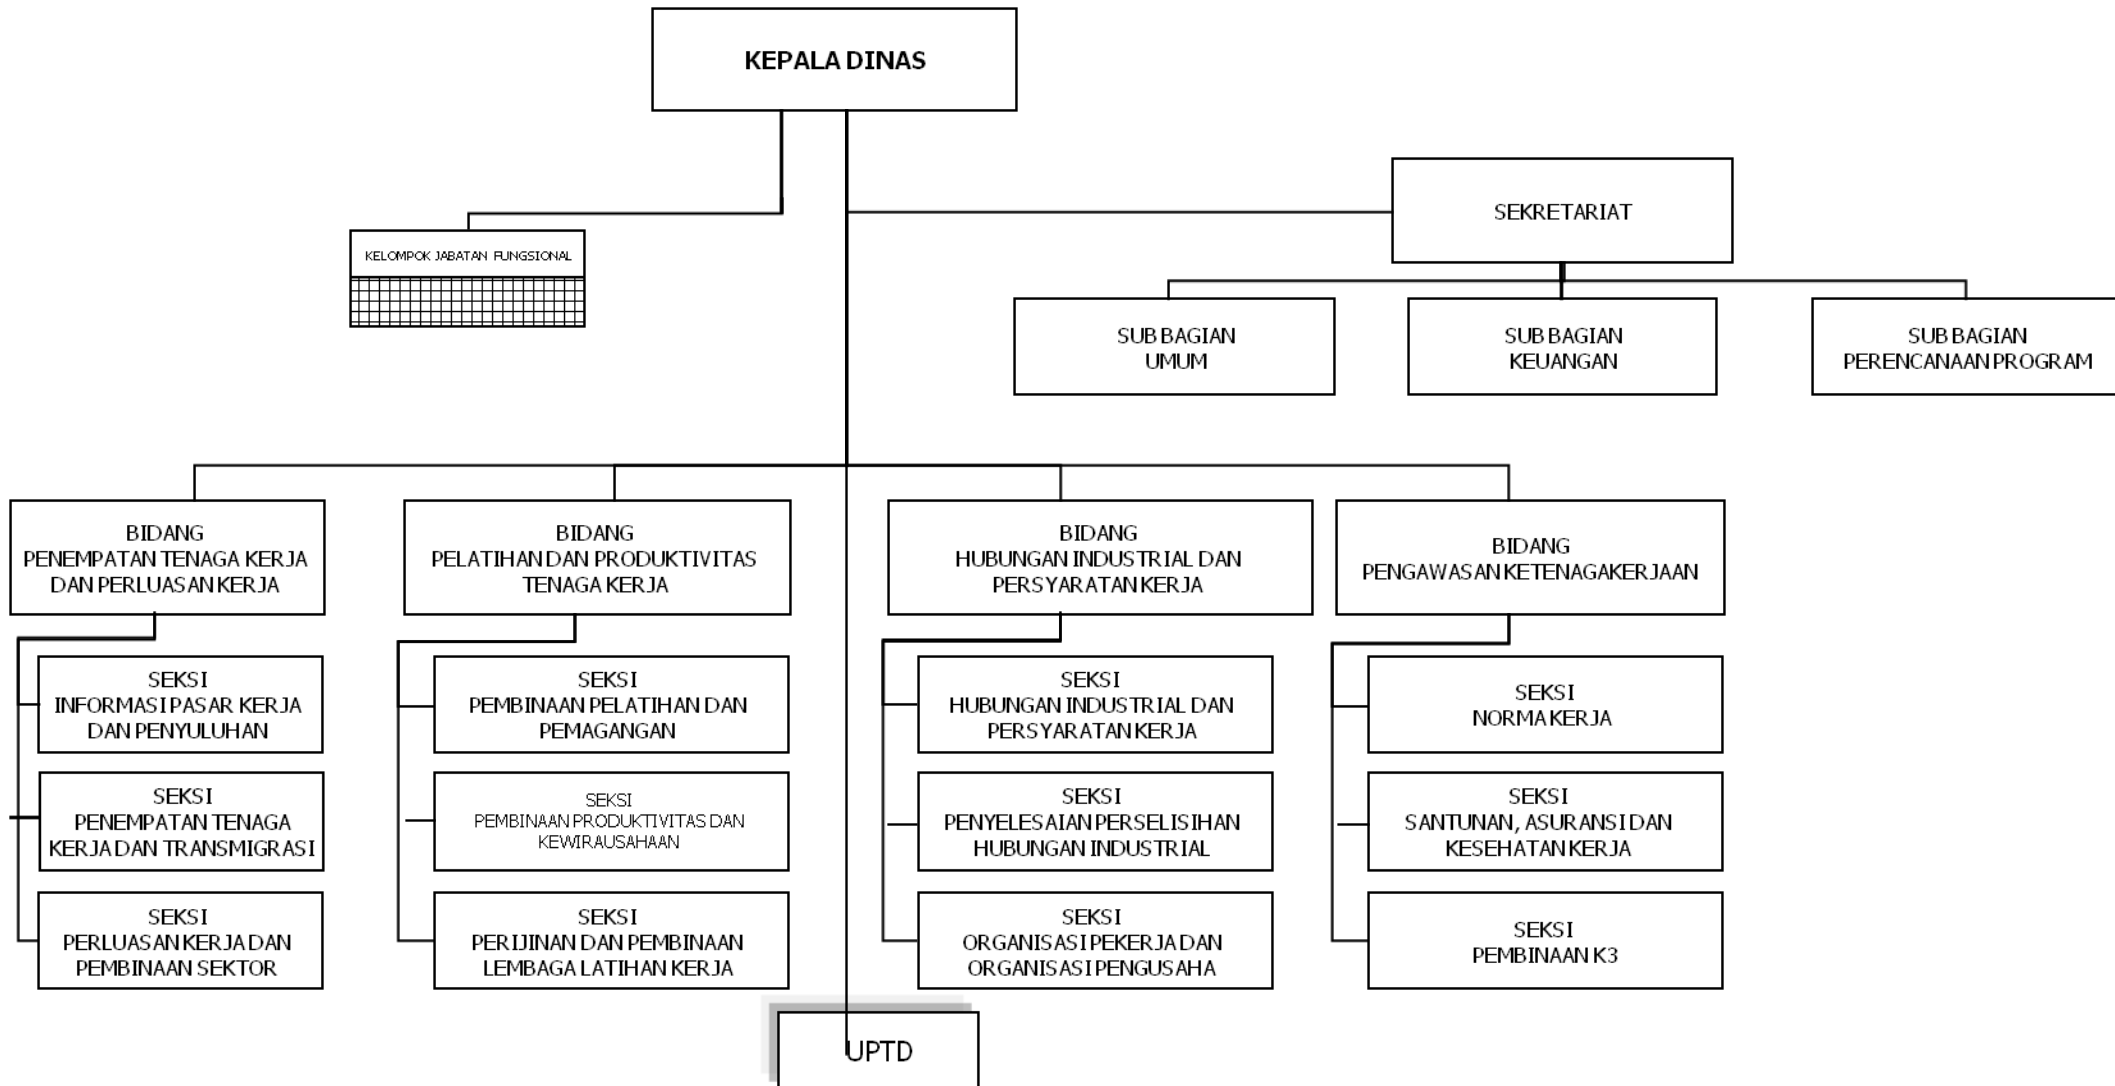 KEPALA DINAS
SEKRETARIAT
KELOMPOK JABATAN FUNGSIONAL
SUB BAGIAN
UMUM
SUB BAGIAN
KEUANGAN
SUB BAGIAN
PERENCANAAN PROGRAM
BIDANG
PENEMPATAN TENAGA KERJA
DAN PERLUASAN KERJA
BIDANG
PELATIHAN DAN PRODUKTIVITAS
TENAGA KERJA
BIDANG
HUBUNGAN INDUSTRIAL DAN
PERSYARATAN KERJA
BIDANG
PENGAWASAN KETENAGAKERJAAN
SEKSI
INFORMASI PASAR KERJA
DAN PENYULUHAN
SEKSI
PEMBINAAN PELATIHAN DAN
PEMAGANGAN
SEKSI
HUBUNGAN INDUSTRIAL DAN
PERSYARATAN KERJA
SEKSI
NORMA KERJA
SEKSI
PENEMPATAN TENAGA
KERJA DAN TRANSMIGRASI
SEKSI
PEMBINAAN PRODUKTIVITAS DAN
KEWIRAUSAHAAN
SEKSI
PENYELESAIAN PERSELISIHAN
HUBUNGAN INDUSTRIAL
SEKSI
SANTUNAN, ASURANSI DAN
KESEHATAN KERJA
SEKSI
PERLUASAN KERJA DAN
PEMBINAAN SEKTOR
SEKSI
PERIJINAN DAN PEMBINAAN
LEMBAGA LATIHAN KERJA
SEKSI
ORGANISASI PEKERJA DAN
ORGANISASI PENGUSAHA
SEKSI
PEMBINAAN K3
UPTD